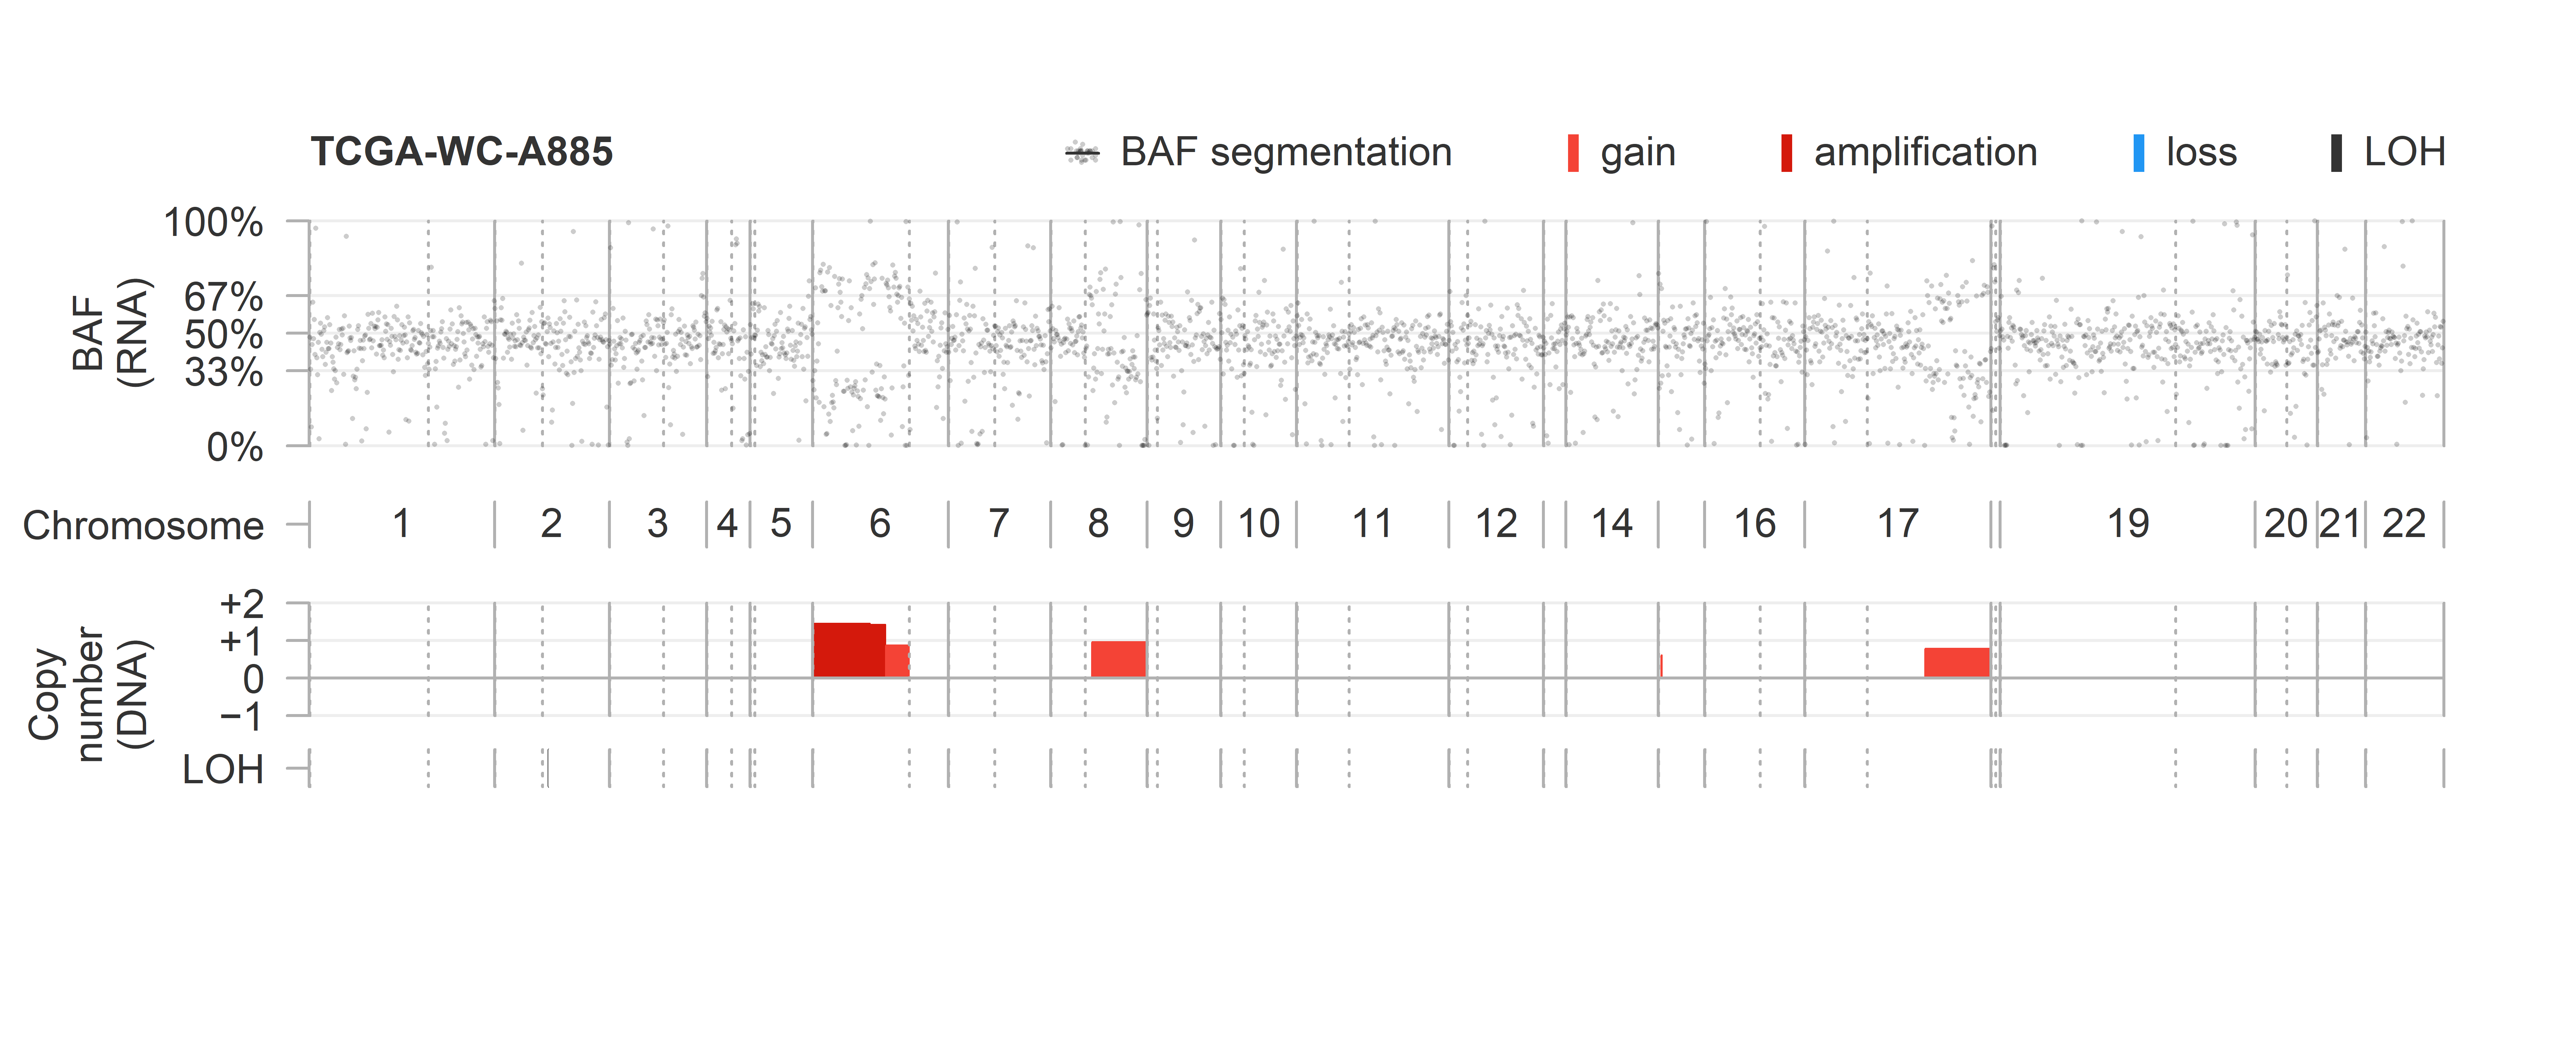 TCGA-WC-A885
BAF segmentation gain amplification loss LOH
BAF
(RNA)
100%
67%
50%
33%
0%
Chromosome 1 2 3 4 5 6 7 8 9 10 11 12 14 16 17 19 20 21 22
Copy
number
(DNA)
+2
+1
0
−1
LOH